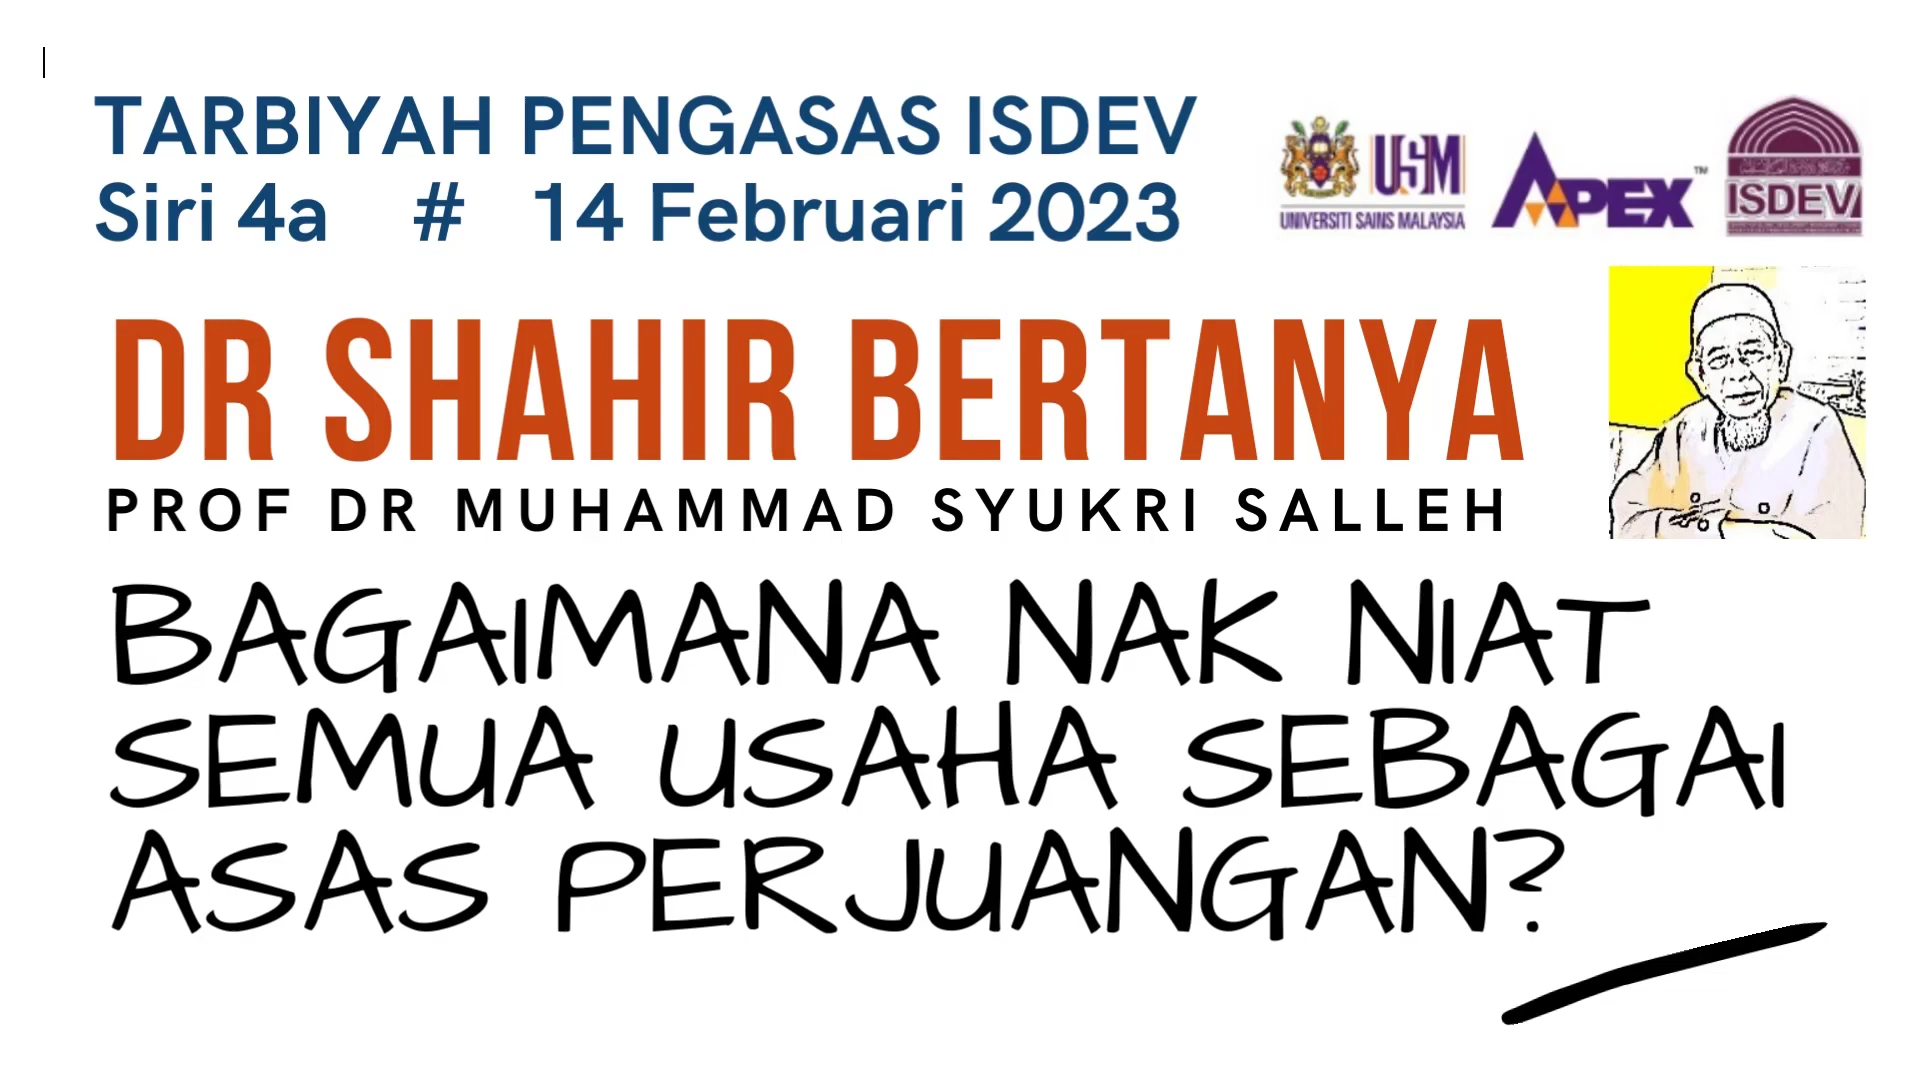 TARBIYAH PENGASAS ISDEV
Siri 4a # 14 Februari 2023
USM
UNIVERSITI SAINS MALAYSIA
APEX™
ISDEV
DR SHAHIR BERTANYA
PROF DR MUHAMMAD SYUKRI SALLEH
BAGAIMANA NAK NIAT
SEMUA USAHA SEBAGAI
ASAS PERJUANGAN?